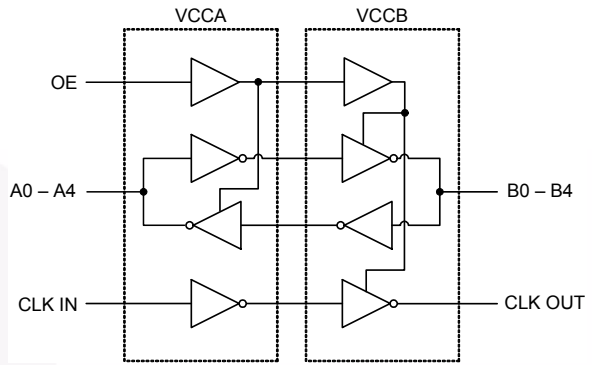 VCCA
VCCB
OE
A0 – A4
B0 – B4
CLK IN
CLK OUT